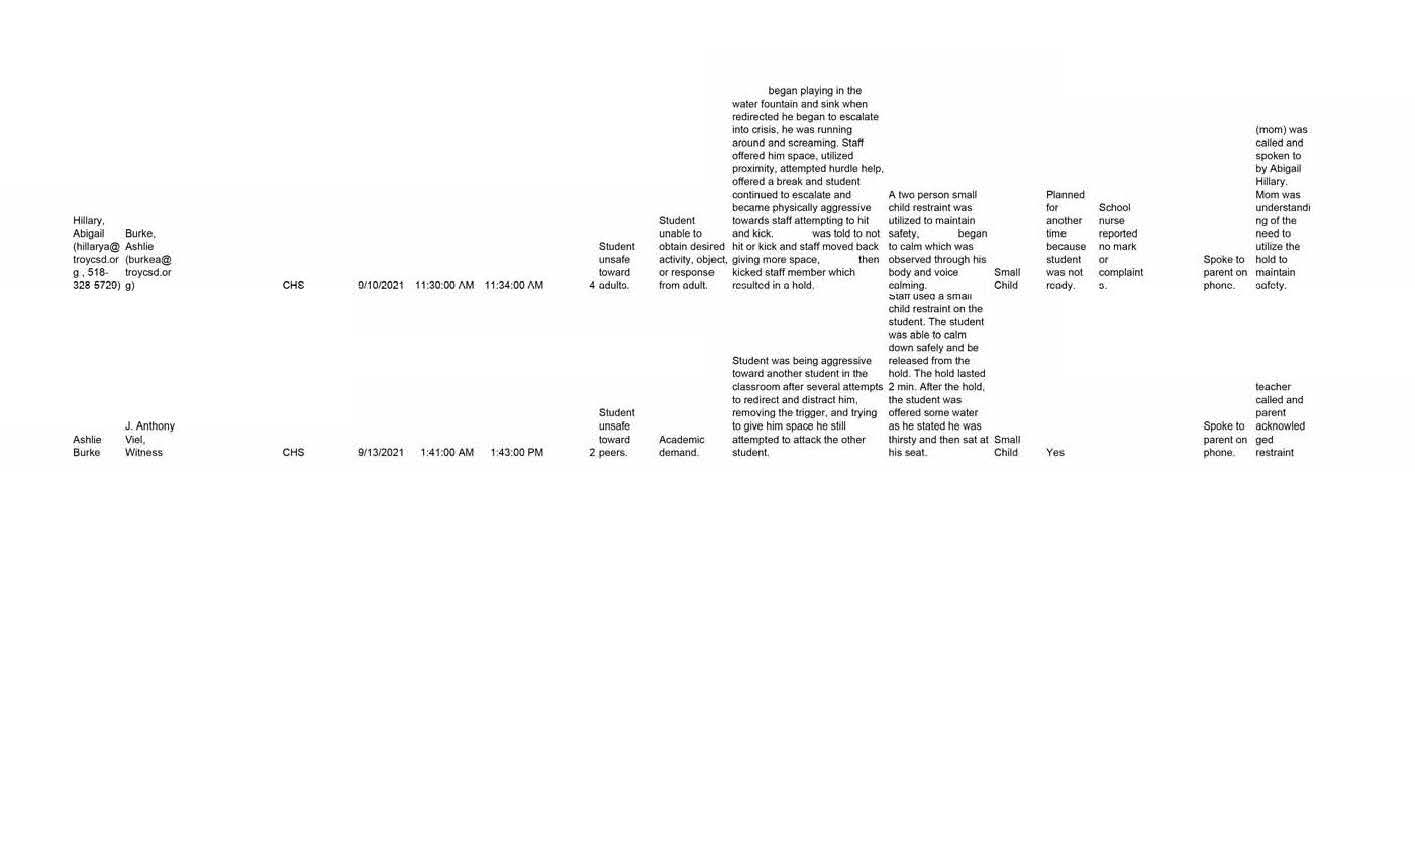 Hillary,
Abigail
(hillarya@
troycsd.or
g , 518-
328 5729)
Burke,
Ashlie
(burkea@
troycsd.or
g)
CHS
9/10/2021
11:30:00 AM
11:34:00 AM
4
Student
unsafe
toward
adults.
Student
unable to
obtain desired
activity, object,
or response
from adult.
began playing in the
water fountain and sink when
redirected he began to escalate
into crisis, he was running
around and screaming. Staff
offered him space, utilized
proximity, attempted hurdle help,
offered a break and student
continued to escalate and
became physically aggressive
towards staff attempting to hit
and kick. was told to not
hit or kick and staff moved back
giving more space, then
kicked staff member which
resulted in a hold.
A two person small
child restraint was
utilized to maintain
safety, began
to calm which was
observed through his
body and voice
calming.
Small
Child
Planned
for
another
time
because
student
was not
ready.
School
nurse
reported
no mark
or
complaint
s.
Spoke to
parent on
phone.
(mom) was
called and
spoken to
by Abigail
Hillary.
Mom was
understandi
ng of the
need to
utilize the
hold to
maintain
safety.
Ashlie
Burke
J. Anthony
Viel,
Witness
CHS
9/13/2021
1:41:00 AM
1:43:00 PM
2
Student
unsafe
toward
peers.
Academic
demand.
Student was being aggressive
toward another student in the
classroom after several attempts
to redirect and distract him,
removing the trigger, and trying
to give him space he still
attempted to attack the other
student.
Staff used a small
child restraint on the
student. The student
was able to calm
down safely and be
released from the
hold. The hold lasted
2 min. After the hold,
the student was
offered some water
as he stated he was
thirsty and then sat at
his seat.
Small
Child
Yes
Spoke to
parent on
phone.
teacher
called and
parent
acknowled
ged
restraint